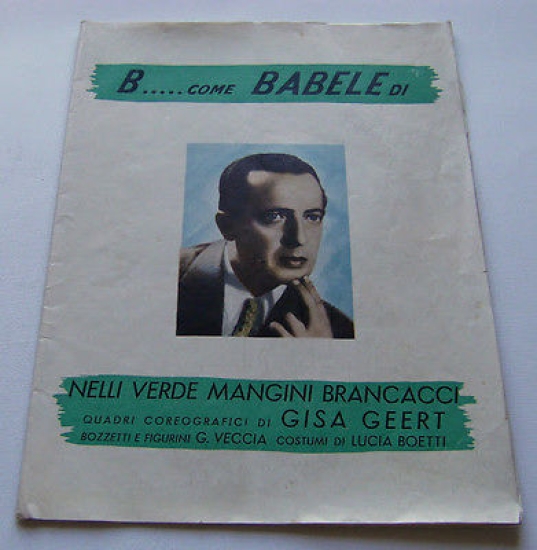 B..... COME BABELE DI
NELLI VERDE MANGINI BRANCACCI
QUADRI COREOGRAFICI DI GISA GEERT
BOZZETTI E FIGURINI G. VECCIA COSTUMI DI LUCIA BOETTI